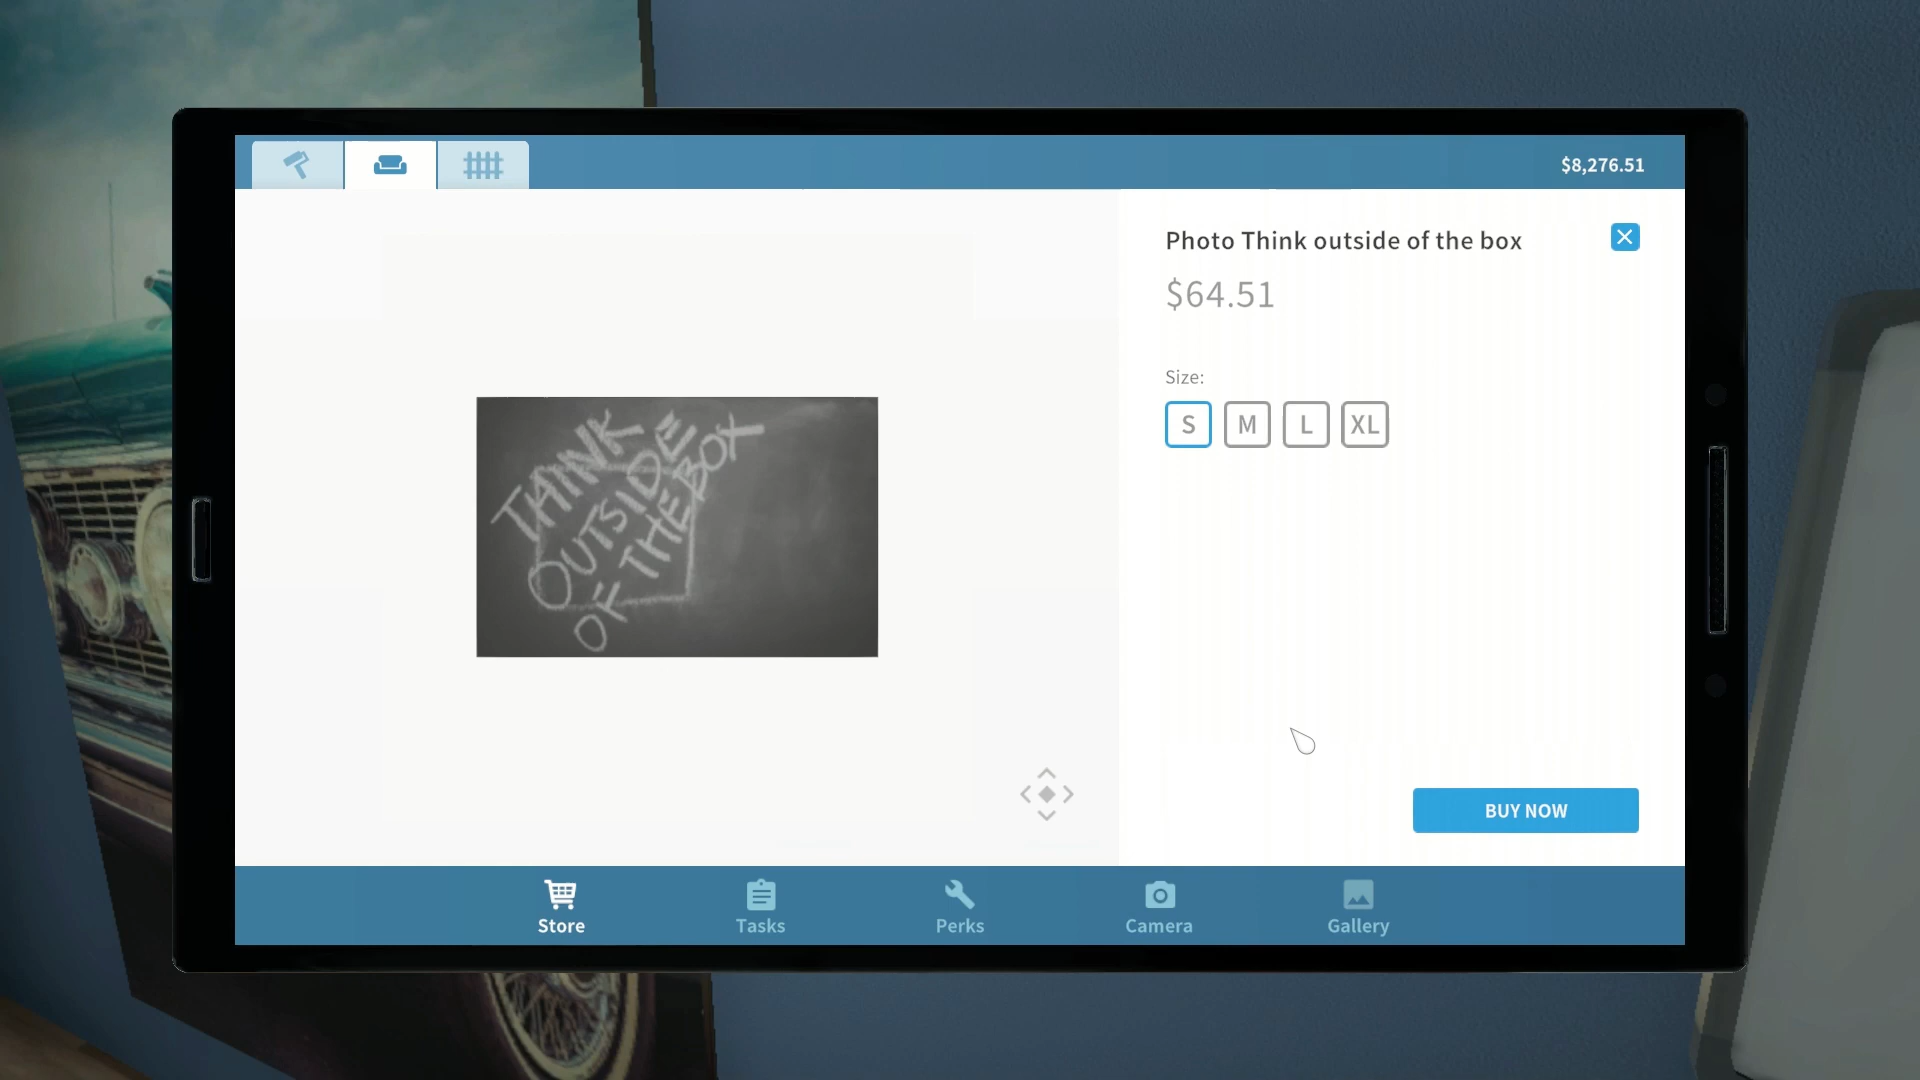 $8,276.51
Photo Think outside of the box
$64.51
Size:
S M L XL
THINK
OUTSIDE
OF THE BOX
BUY NOW
Store Tasks Perks Camera Gallery